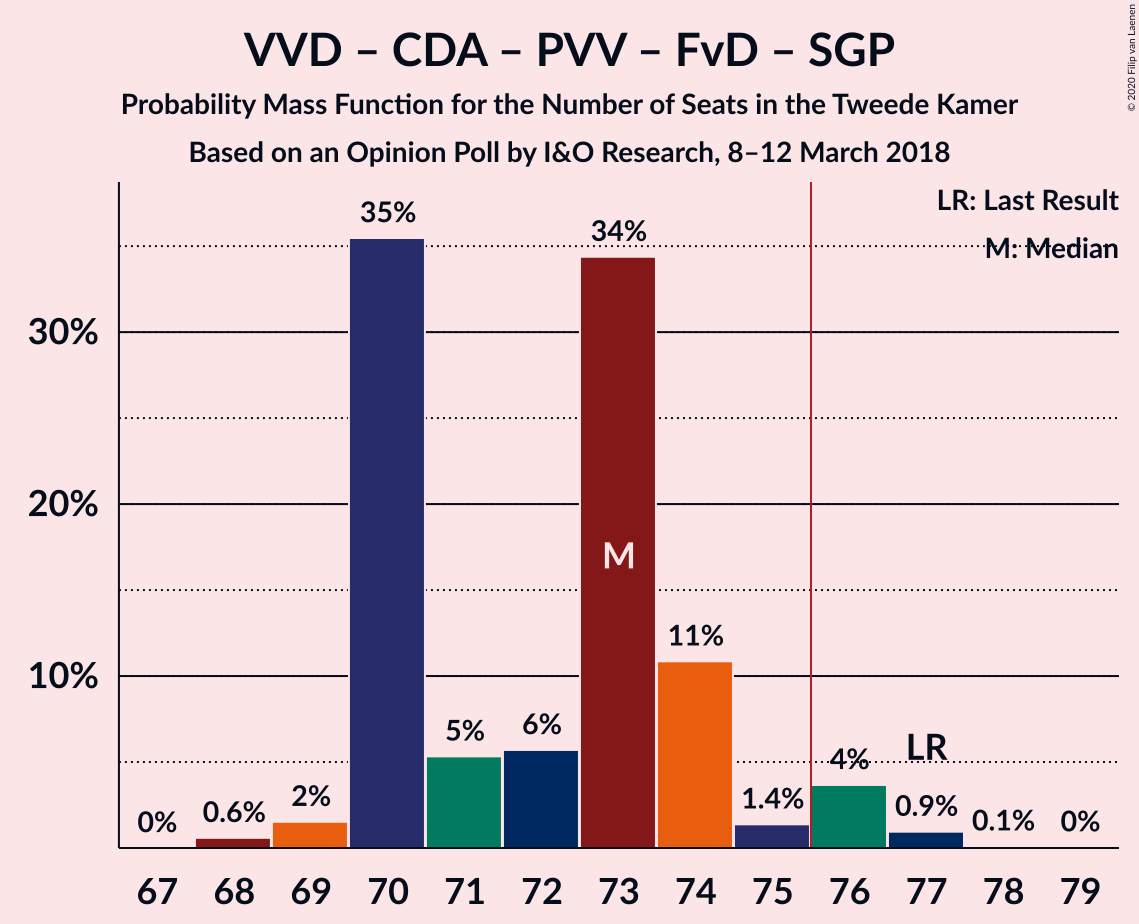 VVD – CDA – PVV – FvD – SGP
Probability Mass Function for the Number of Seats in the Tweede Kamer
Based on an Opinion Poll by I&O Research, 8–12 March 2018
© 2020 Filip van Laenen
LR: Last Result
M: Median
35%
34%
30%
20%
M
11%
10%
5%
6%
LR
4%
0%
0.6%
2%
1.4%
0.9%
0.1%
0%
67 68 69 70 71 72 73 74 75 76 77 78 79